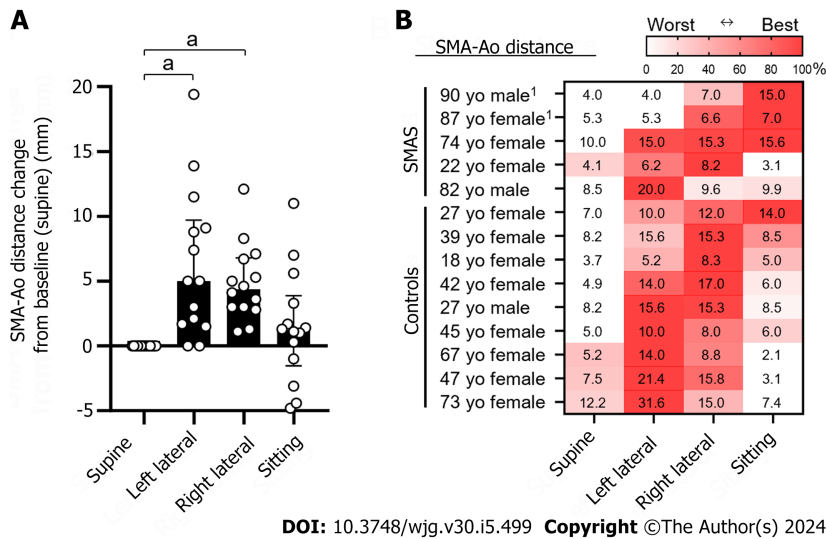 A
a
a
SMA-Ao distance change
from baseline (supine) (mm)
20
15
10
5
0
-5
Supine
Left lateral
Right lateral
Sitting
B
Worst ↔ Best
0 20 40 60 80 100%
SMA-Ao distance
SMAS
90 yo male¹ 4.0 4.0 7.0 15.0
87 yo female¹ 5.3 5.3 6.6 7.0
74 yo female 10.0 15.0 15.3 15.6
22 yo female 4.1 6.2 8.2 3.1
82 yo male 8.5 20.0 9.6 9.9
Controls
27 yo female 7.0 10.0 12.0 14.0
39 yo female 8.2 15.6 15.3 8.5
18 yo female 3.7 5.2 8.3 5.0
42 yo female 4.9 14.0 17.0 6.0
27 yo male 8.2 15.6 15.3 8.5
45 yo female 5.0 10.0 8.0 6.0
67 yo female 5.2 14.0 8.8 2.1
47 yo female 7.5 21.4 15.8 3.1
73 yo female 12.2 31.6 15.0 7.4
Supine
Left lateral
Right lateral
Sitting
DOI: 10.3748/wjg.v30.i5.499 Copyright ©The Author(s) 2024